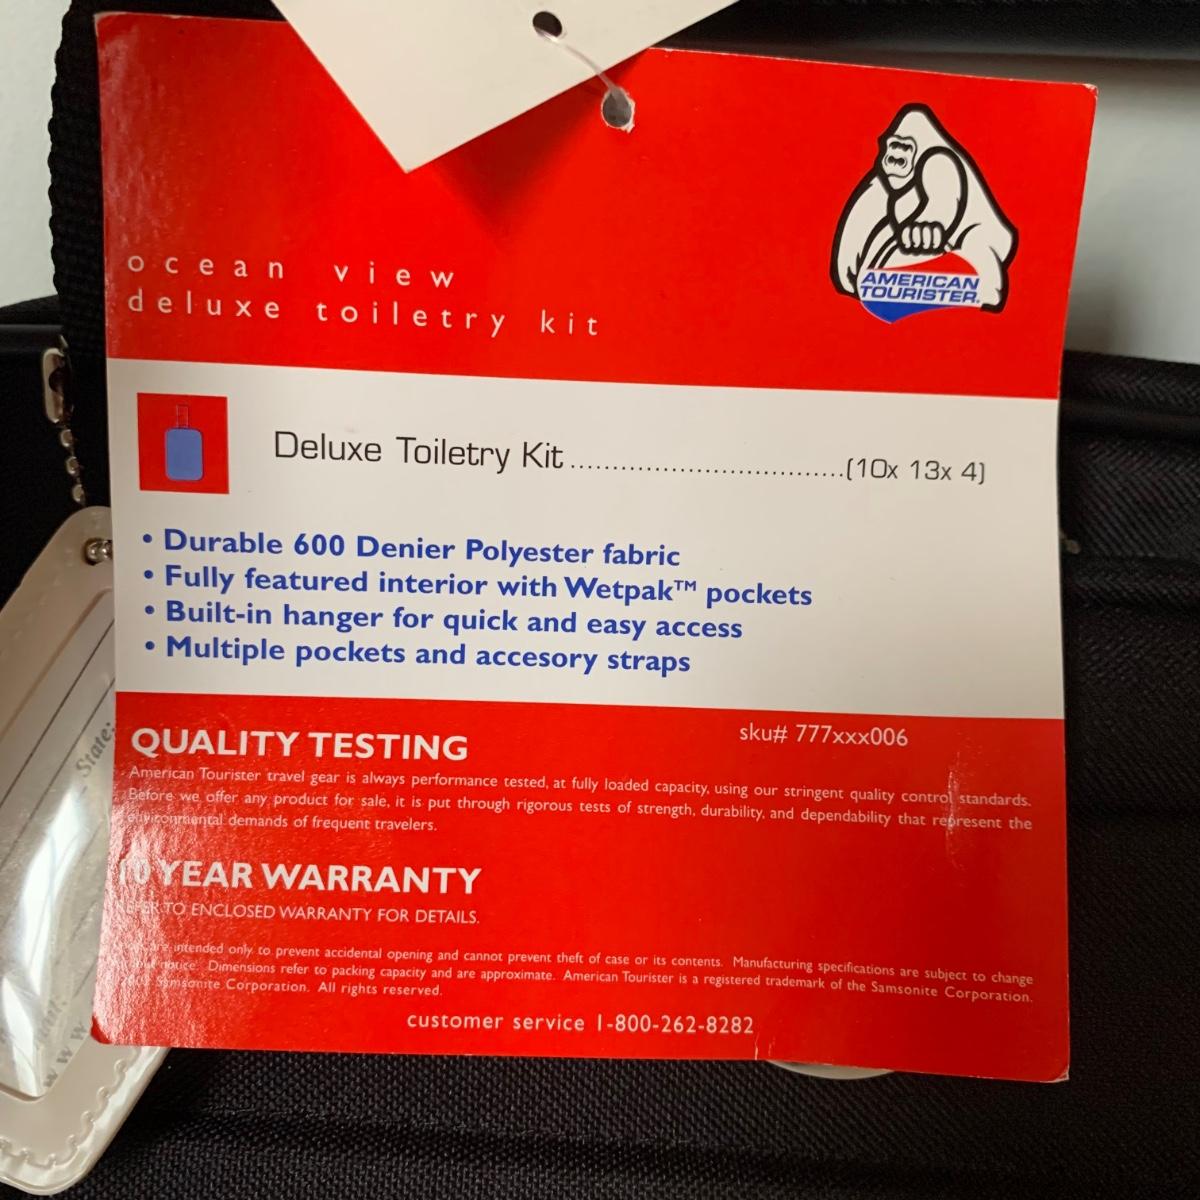 ocean view
deluxe toiletry kit
AMERICAN
TOURISTER®
Deluxe Toiletry Kit................................(10x 13x 4)
• Durable 600 Denier Polyester fabric
• Fully featured interior with Wetpak™ pockets
• Built-in hanger for quick and easy access
• Multiple pockets and accesory straps
sku# 777xxx006
QUALITY TESTING
American Tourister travel gear is always performance tested, at fully loaded capacity, using our stringent quality control standards.
Before we offer any product for sale, it is put through rigorous tests of strength, durability, and dependability that represent the
environmental demands of frequent travelers.
10 YEAR WARRANTY
REFER TO ENCLOSED WARRANTY FOR DETAILS.
are intended only to prevent accidental opening and cannot prevent theft of case or its contents. Manufacturing specifications are subject to change
notice. Dimensions refer to packing capacity and are approximate. American Tourister is a registered trademark of the Samsonite Corporation.
Samsonite Corporation. All rights reserved.
customer service 1-800-262-8282
State: